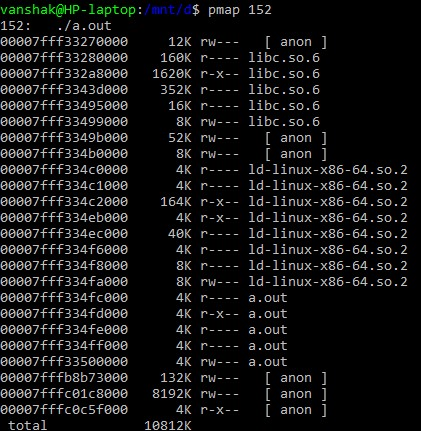 vanshak@HP-laptop:/mnt/d$ pmap 152
152:   ./a.out
00007fff33270000     12K rw---   [ anon ]
00007fff33280000    160K r---- libc.so.6
00007fff332a8000   1620K r-x-- libc.so.6
00007fff3343d000    352K r---- libc.so.6
00007fff33495000     16K r---- libc.so.6
00007fff33499000      8K rw--- libc.so.6
00007fff3349b000     52K rw---   [ anon ]
00007fff334b0000      8K rw---   [ anon ]
00007fff334c0000      4K r---- ld-linux-x86-64.so.2
00007fff334c1000      4K r---- ld-linux-x86-64.so.2
00007fff334c2000    164K r-x-- ld-linux-x86-64.so.2
00007fff334eb000      4K r-x-- ld-linux-x86-64.so.2
00007fff334ec000     40K r---- ld-linux-x86-64.so.2
00007fff334f6000      4K r---- ld-linux-x86-64.so.2
00007fff334f8000      8K r---- ld-linux-x86-64.so.2
00007fff334fa000      8K rw--- ld-linux-x86-64.so.2
00007fff334fc000      4K r---- a.out
00007fff334fd000      4K r-x-- a.out
00007fff334fe000      4K r---- a.out
00007fff334ff000      4K r---- a.out
00007fff33500000      4K rw--- a.out
00007fffb8b73000    132K rw---   [ anon ]
00007fffc01c8000   8192K rw---   [ anon ]
00007fffc0c5f000      4K r-x--   [ anon ]
 total            10812K